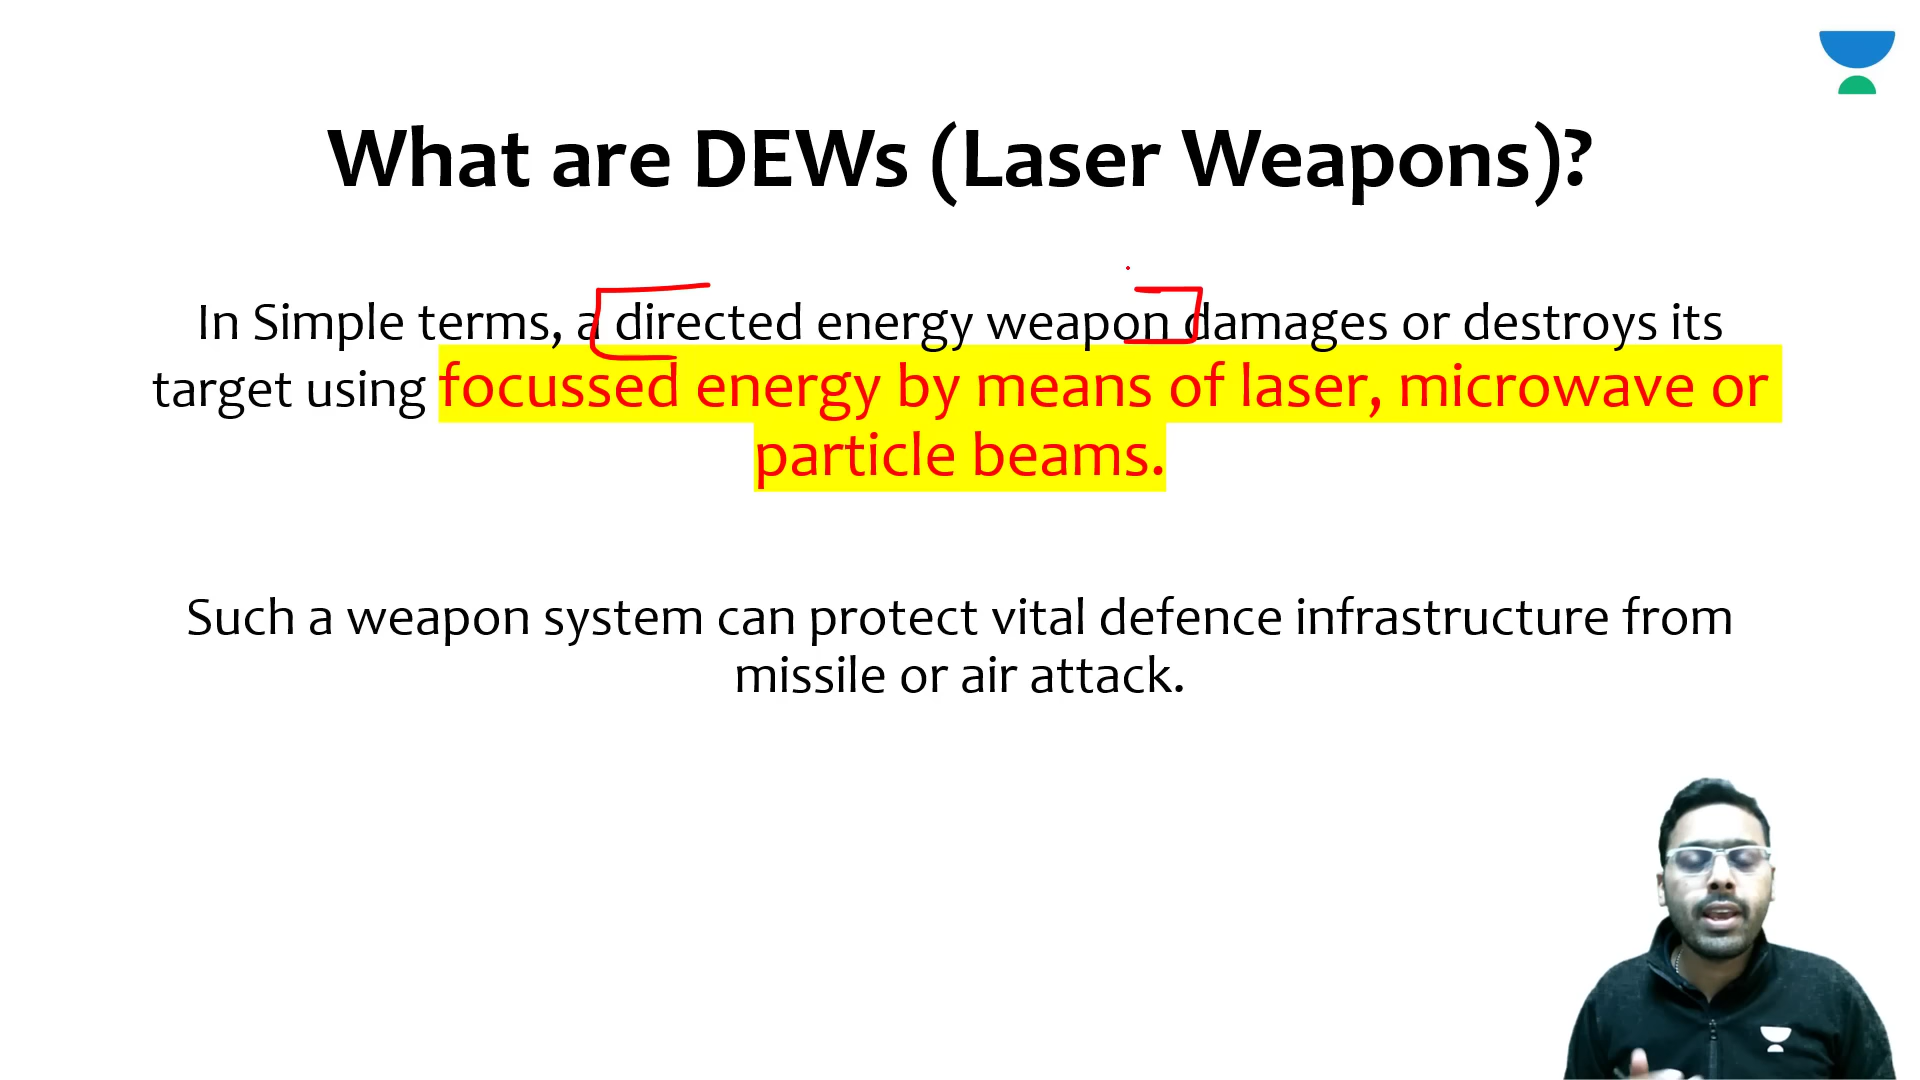 What are DEWs (Laser Weapons)?
In Simple terms, a directed energy weapon damages or destroys its
target using focussed energy by means of laser, microwave or
particle beams.
Such a weapon system can protect vital defence infrastructure from
missile or air attack.